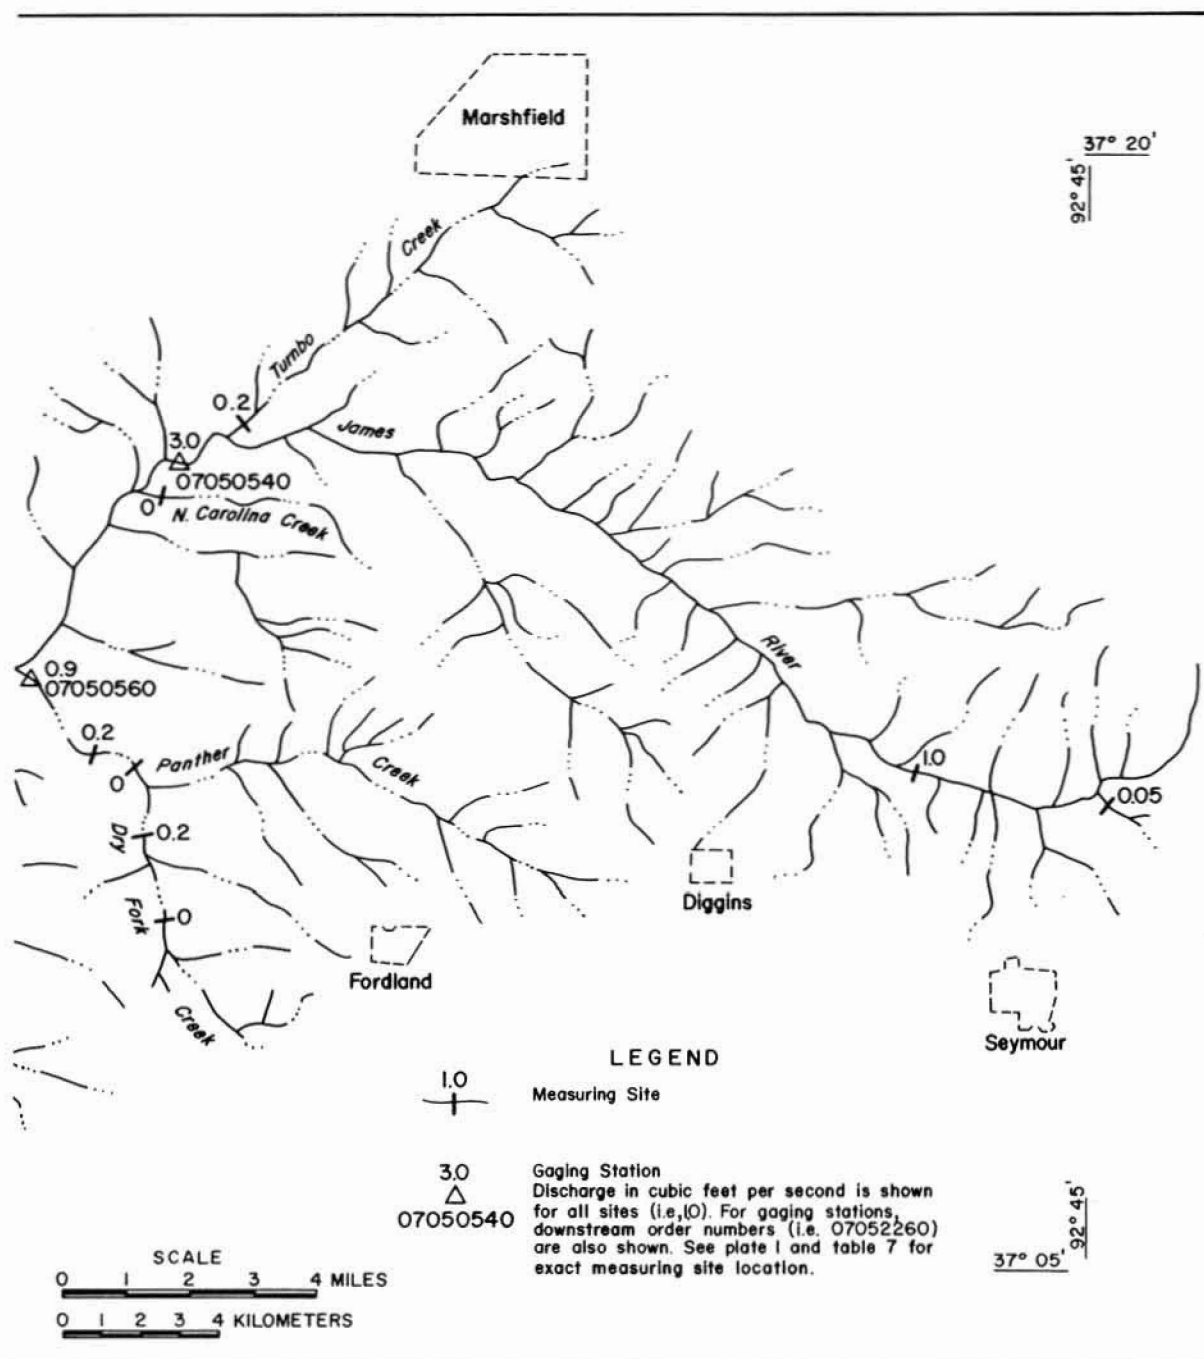 Marshfield
37° 20'
92° 45'
Creek
Turnbo
0.2
James
3.0
07050540
0
N. Carolina Creek
River
0.9
07050560
0.2
Panther
Creek
0
1.0
0.05
Dry
0.2
Fork
0
Diggins
Fordland
Creek
Seymour
LEGEND
1.0
Measuring Site
3.0
07050540
Gaging Station
Discharge in cubic feet per second is shown
for all sites (i.e,1.0). For gaging stations,
downstream order numbers (i.e. 07052260)
are also shown. See plate 1 and table 7 for
exact measuring site location.
92° 45'
37° 05'
SCALE
0 1 2 3 4 MILES
0 1 2 3 4 KILOMETERS